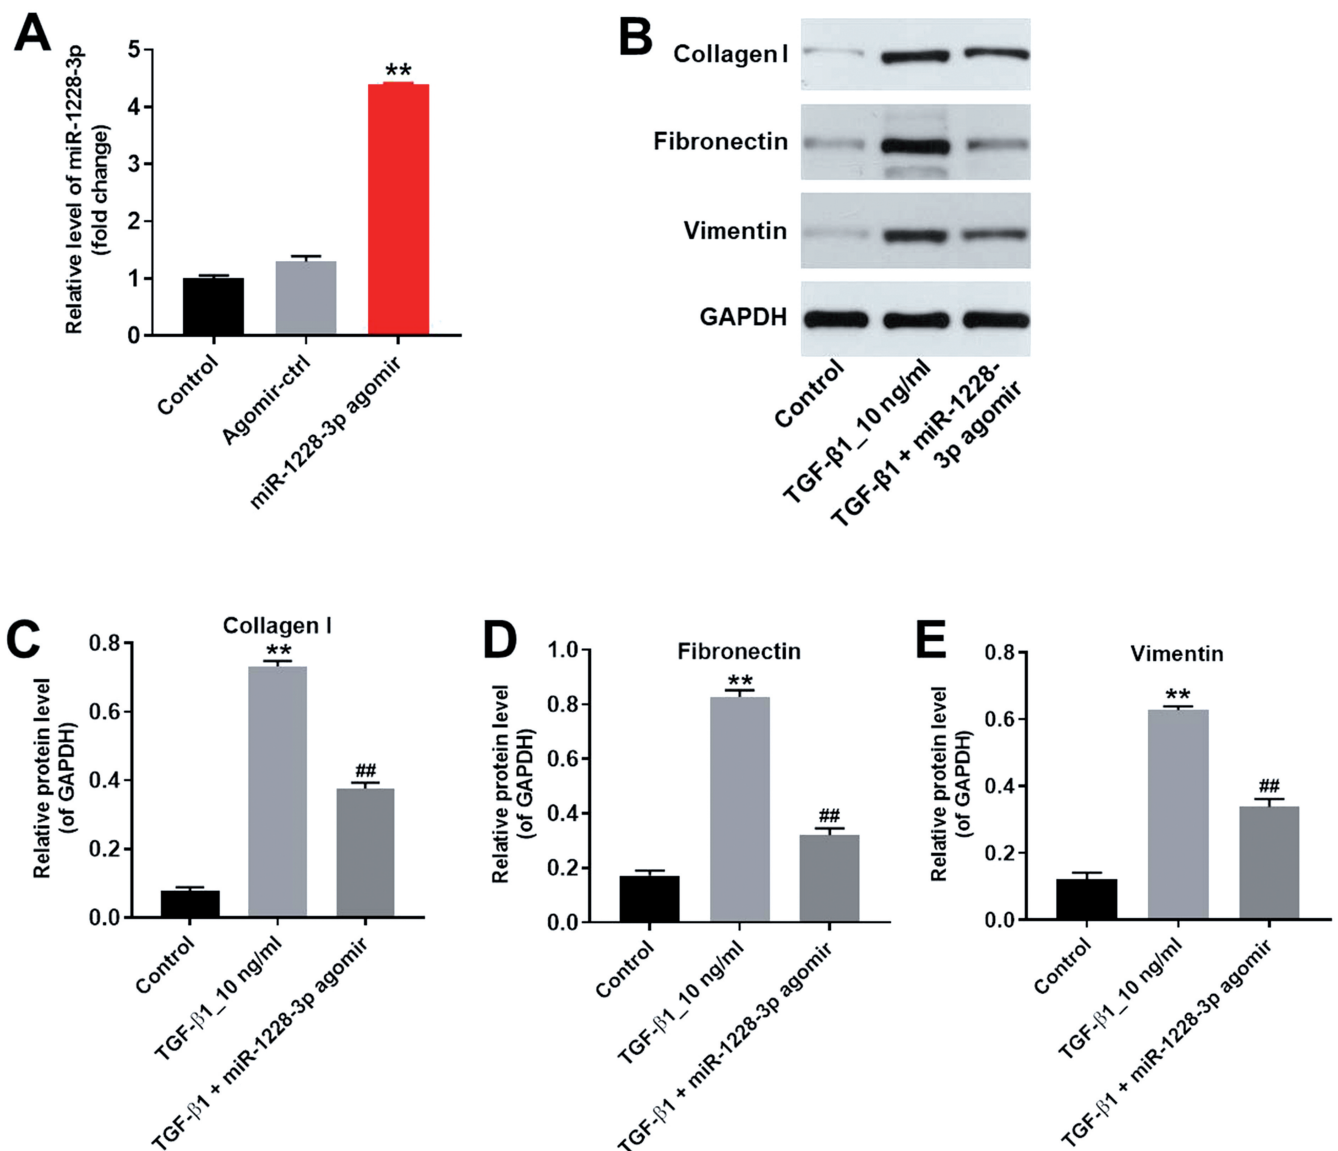 A
Relative level of miR-1228-3p
(fold change)
5
4
3
2
1
0
**
Control
Agomir-ctrl
miR-1228-3p agomir
B
Collagen I
Fibronectin
Vimentin
GAPDH
Control
TGF-β1_10 ng/ml
TGF-β1 + miR-1228-
3p agomir
C
Collagen I
Relative protein level
(of GAPDH)
0.8
0.6
0.4
0.2
0.0
**
##
Control
TGF-β1_10 ng/ml
TGF-β1 + miR-1228-3p agomir
D
Fibronectin
Relative protein level
(of GAPDH)
1.0
0.8
0.6
0.4
0.2
0.0
**
##
Control
TGF-β1_10 ng/ml
TGF-β1 + miR-1228-3p agomir
E
Vimentin
Relative protein level
(of GAPDH)
0.8
0.6
0.4
0.2
0.0
**
##
Control
TGF-β1_10 ng/ml
TGF-β1 + miR-1228-3p agomir